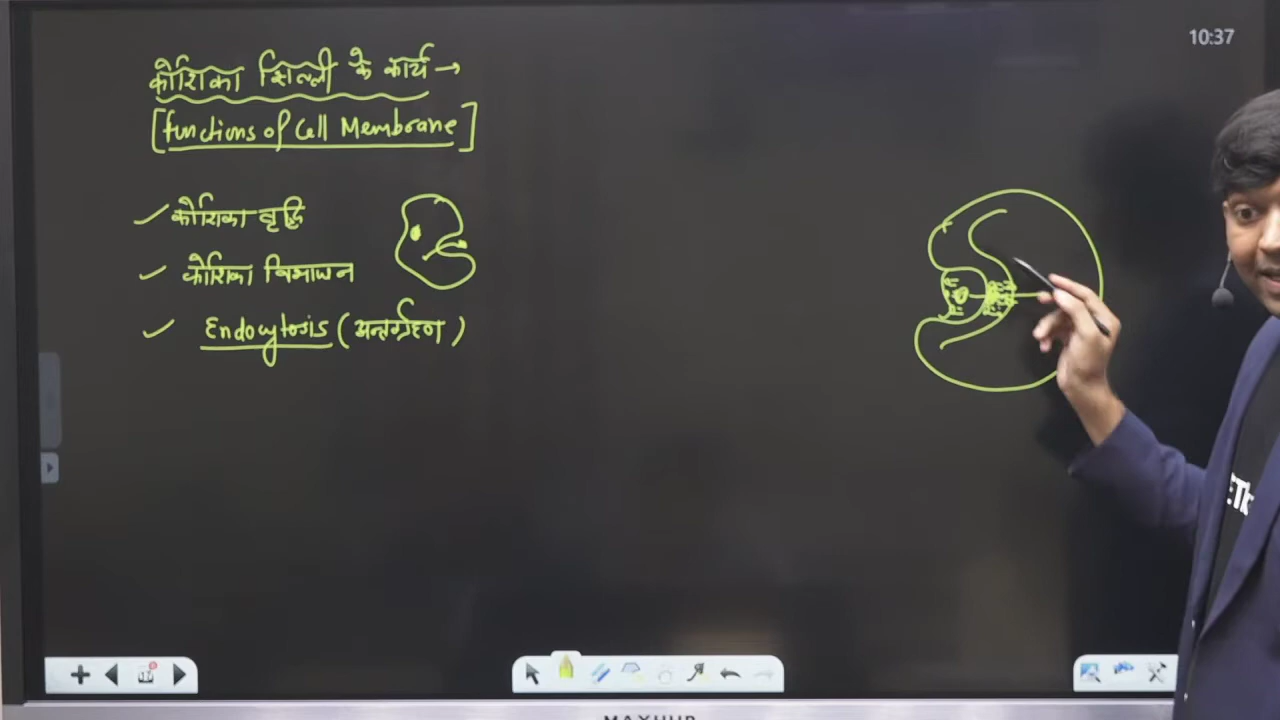 10:37
कोशिका झिल्ली के कार्य →
[Functions of Cell Membrane]
कोशिका वृद्धि
कोशिका विभाजन
Endocytosis (अन्तर्ग्रहण)